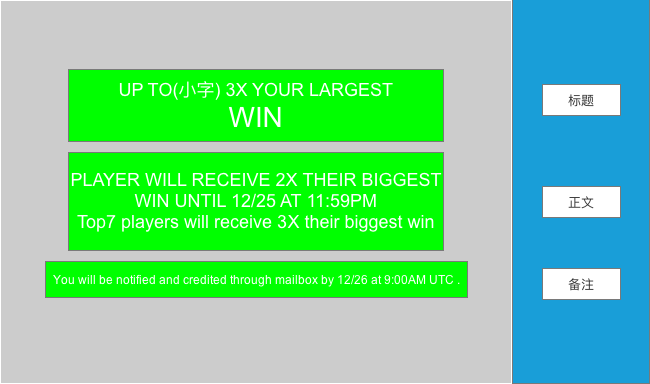 UP TO(小字) 3X YOUR LARGEST
WIN
标题
PLAYER WILL RECEIVE 2X THEIR BIGGEST
WIN UNTIL 12/25 AT 11:59PM
Top7 players will receive 3X their biggest win
正文
You will be notified and credited through mailbox by 12/26 at 9:00AM UTC .
备注